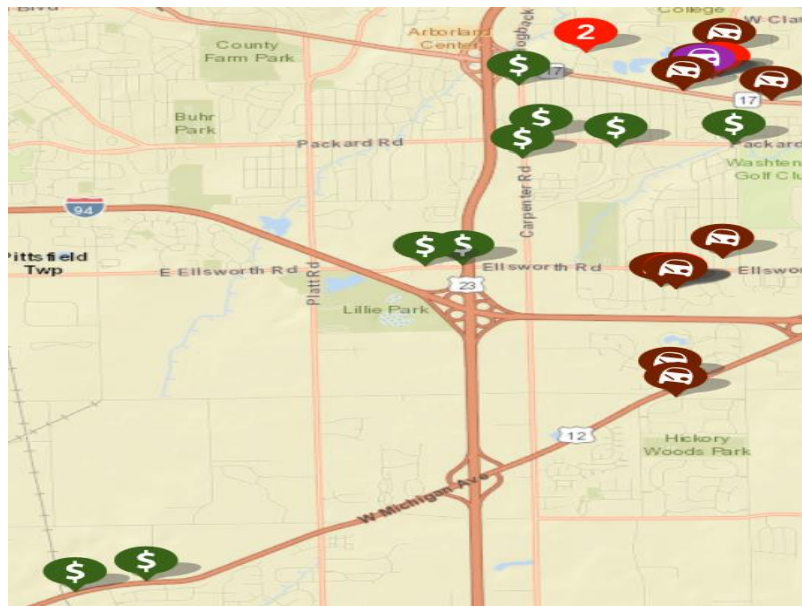 Blvd
County
Farm Park
Arborland
Center
ogback
2
College
W Cla
$
17
17
Buhr
Park
$
$
$
$
Packard Rd
Packard
Washten
Golf Clu
Carpenter Rd
94
Pittsfield
Twp
$
$
E Ellsworth Rd
Platt Rd
Ellsworth Rd
Ellswo
23
Lillie Park
12
Hickory
Woods Park
W Michigan Ave
$
$